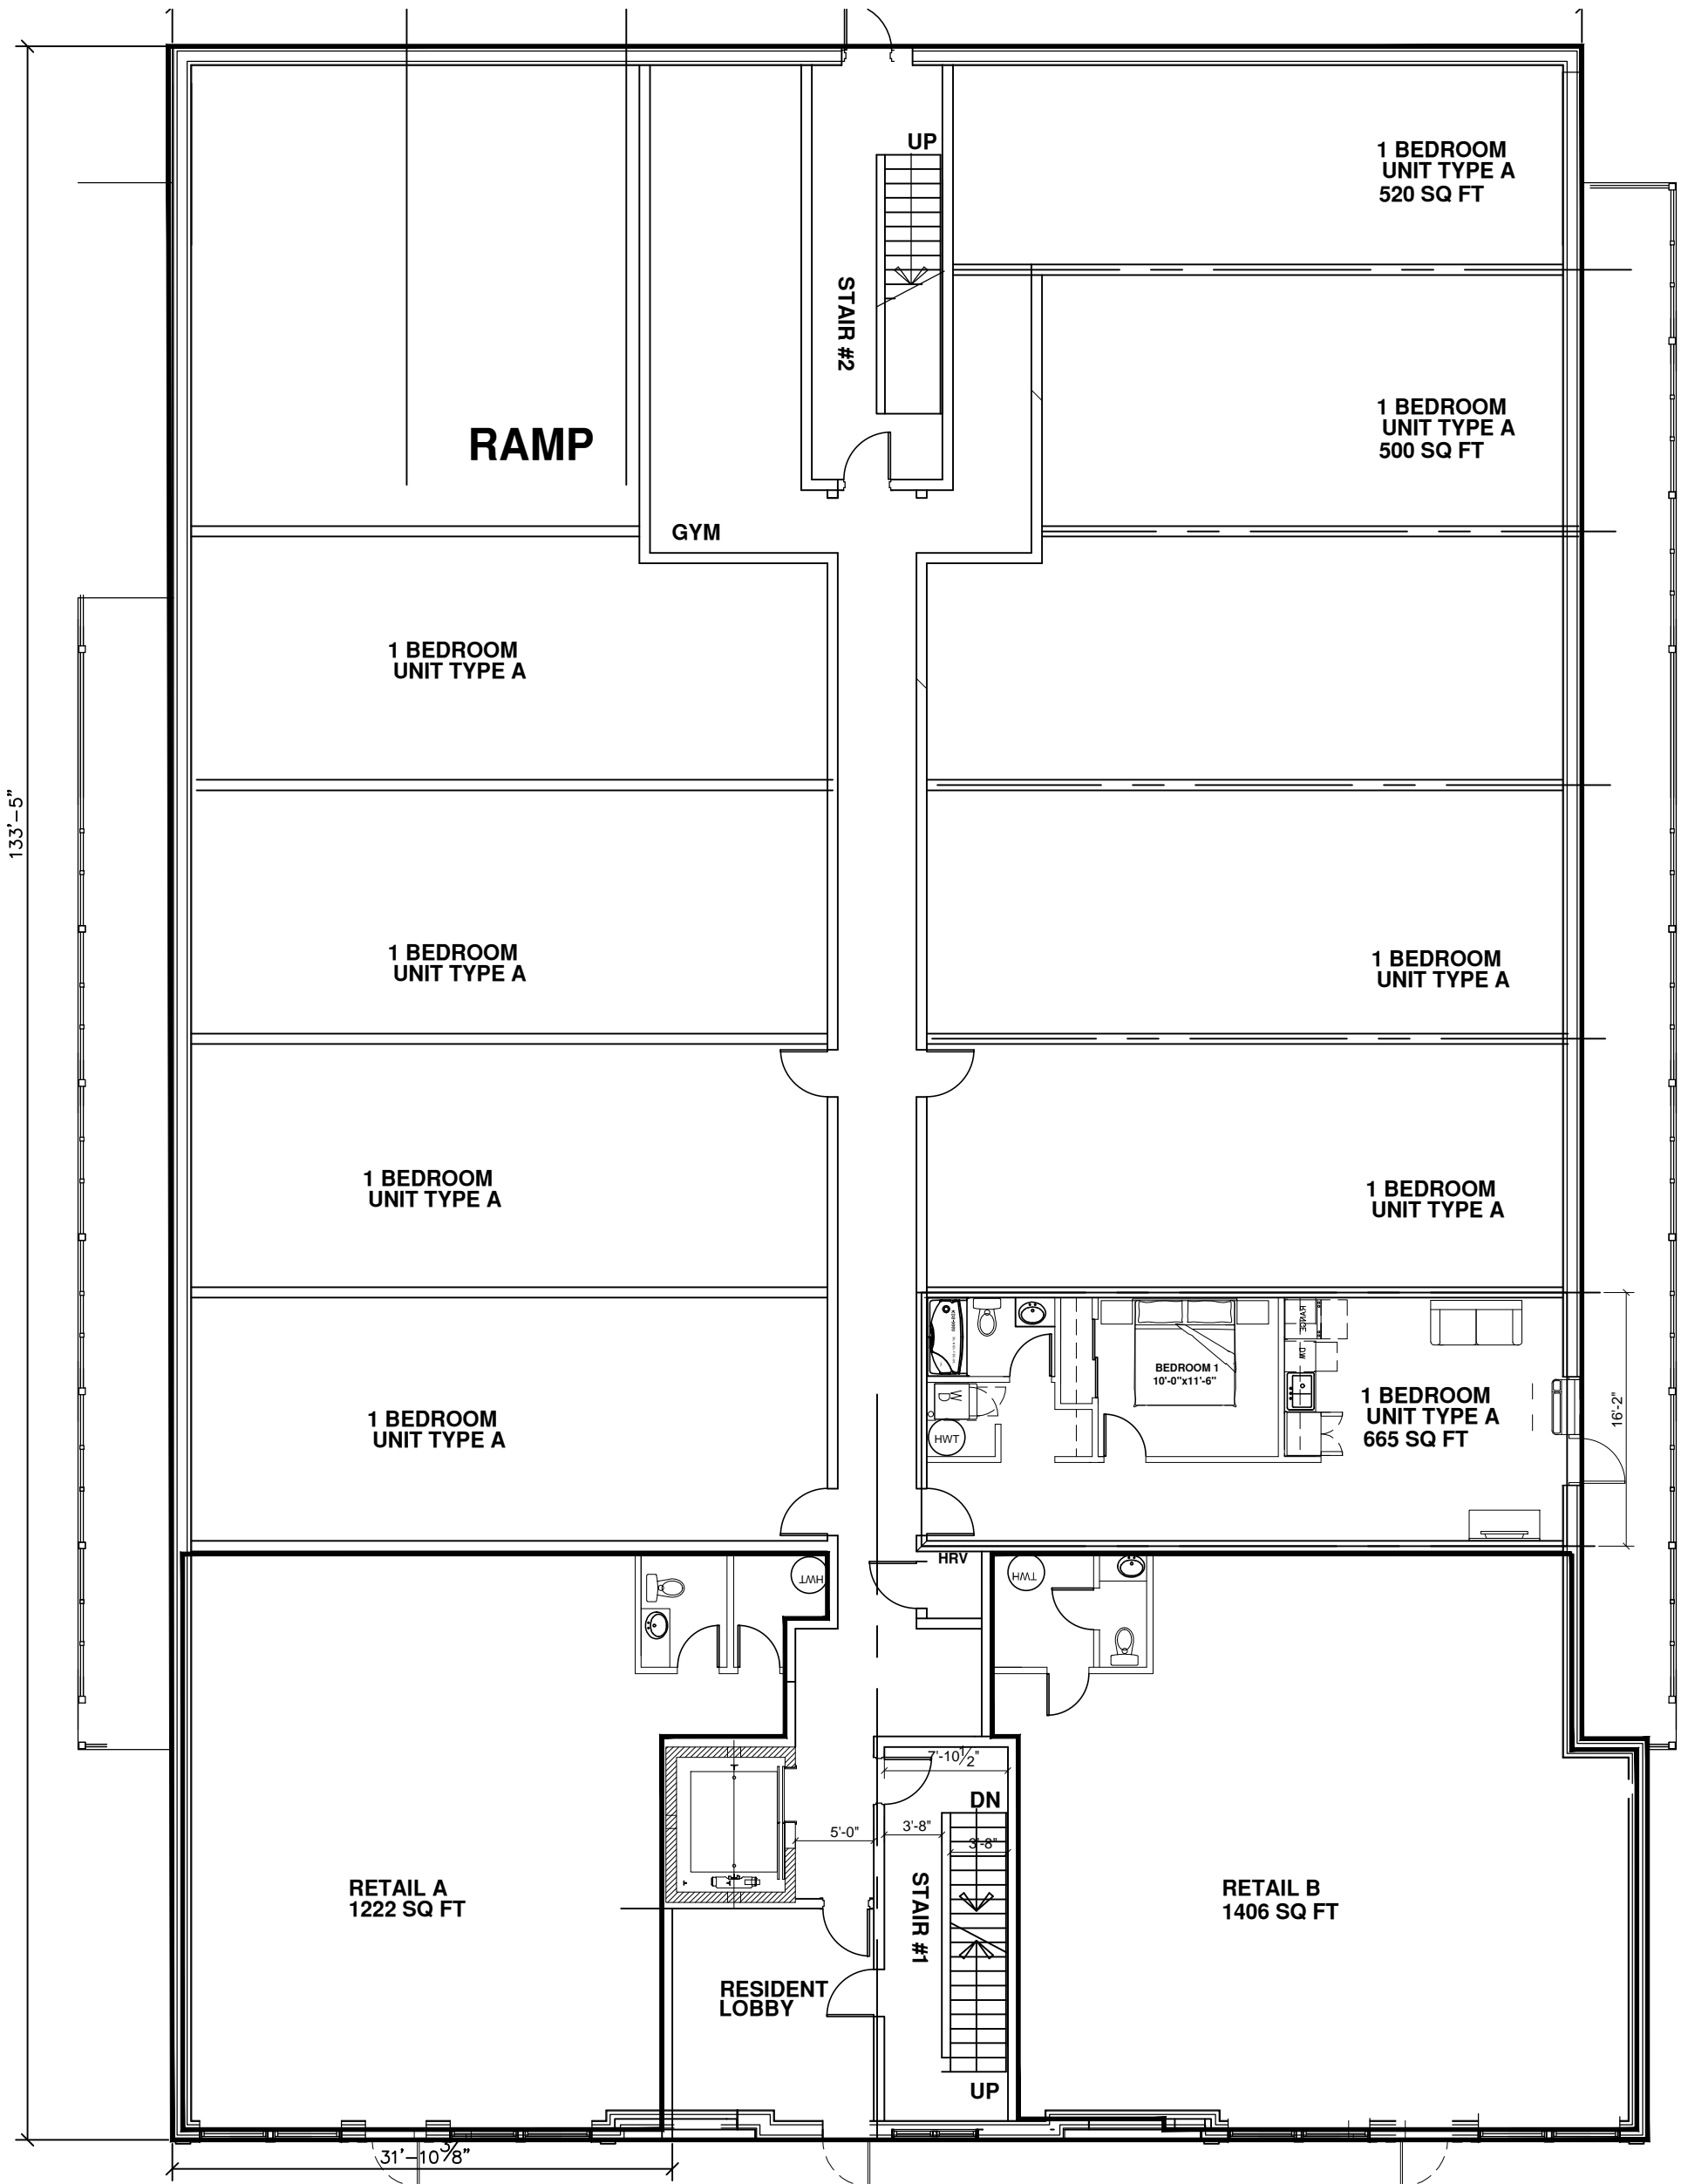 UP
1 BEDROOM
UNIT TYPE A
520 SQ FT
STAIR #2
RAMP
1 BEDROOM
UNIT TYPE A
500 SQ FT
GYM
1 BEDROOM
UNIT TYPE A
133'-5"
1 BEDROOM
UNIT TYPE A
1 BEDROOM
UNIT TYPE A
1 BEDROOM
UNIT TYPE A
1 BEDROOM
UNIT TYPE A
RANGE
DW
BEDROOM 1
10'-0"x11'-6"
W
D
HWT
1 BEDROOM
UNIT TYPE A
665 SQ FT
16'-2"
1 BEDROOM
UNIT TYPE A
HRV
HWT
HWT
7'-10 1/2"
DN
5'-0"
3'-8"
3'-8"
STAIR #1
RETAIL A
1222 SQ FT
RETAIL B
1406 SQ FT
RESIDENT
LOBBY
UP
31'-10 3/8"